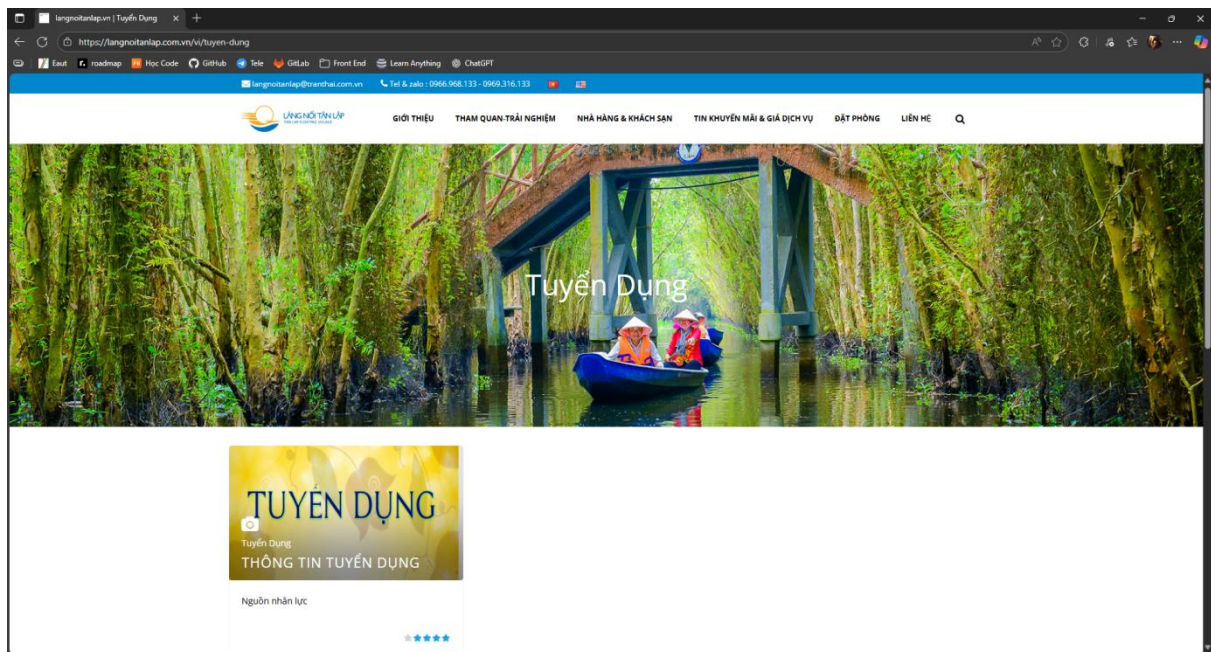 langnoitanlap.vn | Tuyển Dụng
https://langnoitanlap.com.vn/vi/tuyen-dung
Eaut roadmap Học Code GitHub Tele GitLab Front End Learn Anything ChatGPT
langnoitanlap@tranthai.com.vn Tel & zalo : 0966.968.133 - 0969.316.133
LÀNG NỔI TÂN LẬP
GIỚI THIỆU THAM QUAN-TRẢI NGHIỆM NHÀ HÀNG & KHÁCH SẠN TIN KHUYẾN MÃI & GIÁ DỊCH VỤ ĐẶT PHÒNG LIÊN HỆ
Tuyển Dụng
TUYỂN DỤNG
Tuyển Dụng
THÔNG TIN TUYỂN DỤNG
Nguồn nhân lực